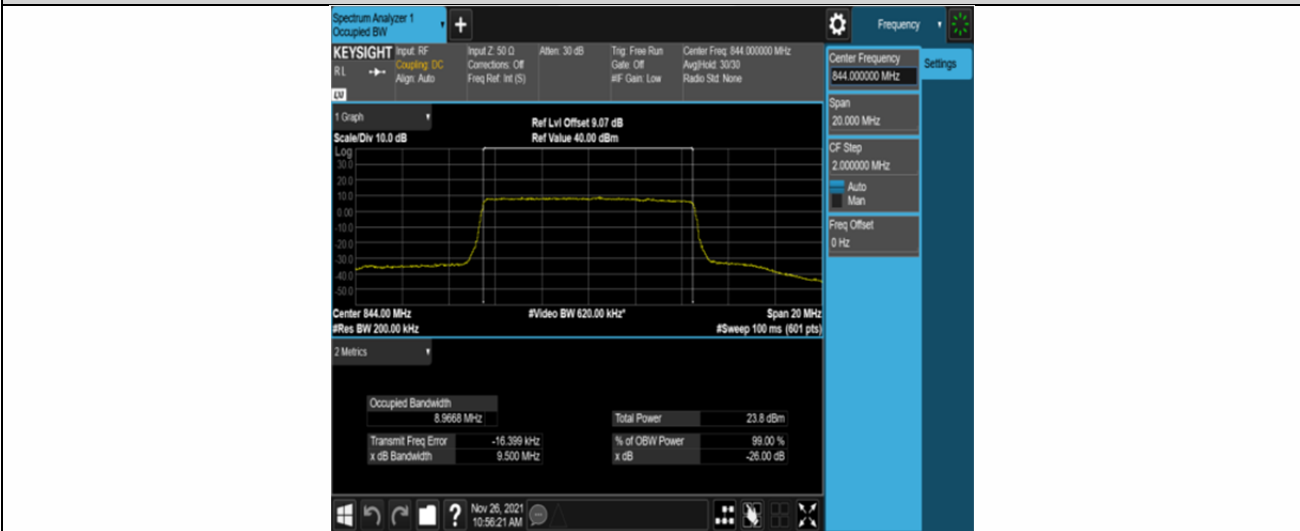 Spectrum Analyzer 1
Occupied BW
+
Frequency
KEYSIGHT
RL
Input: RF
Coupling: DC
Align: Auto
Input Z: 50 Ω
Corrections: Off
Freq Ref: Int (S)
Atten: 30 dB
Trig: Free Run
Gate: Off
#IF Gain: Low
Center Freq: 844.000000 MHz
Avg|Hold: 30/30
Radio Std: None
LXI
Center Frequency
844.000000 MHz
Settings
Span
20.000 MHz
CF Step
2.000000 MHz
Auto
Man
Freq Offset
0 Hz
1 Graph
Scale/Div 10.0 dB
Ref Lvl Offset 9.07 dB
Ref Value 40.00 dBm
Log
30.0
20.0
10.0
0.00
-10.0
-20.0
-30.0
-40.0
-50.0
Center 844.00 MHz
#Video BW 620.00 kHz*
Span 20 MHz
#Res BW 200.00 kHz
#Sweep 100 ms (601 pts)
2 Metrics
Occupied Bandwidth
8.9668 MHz
Total Power 23.8 dBm
Transmit Freq Error -16.399 kHz
% of OBW Power 99.00 %
x dB Bandwidth 9.500 MHz
x dB -26.00 dB
?
Nov 26, 2021
10:56:21 AM